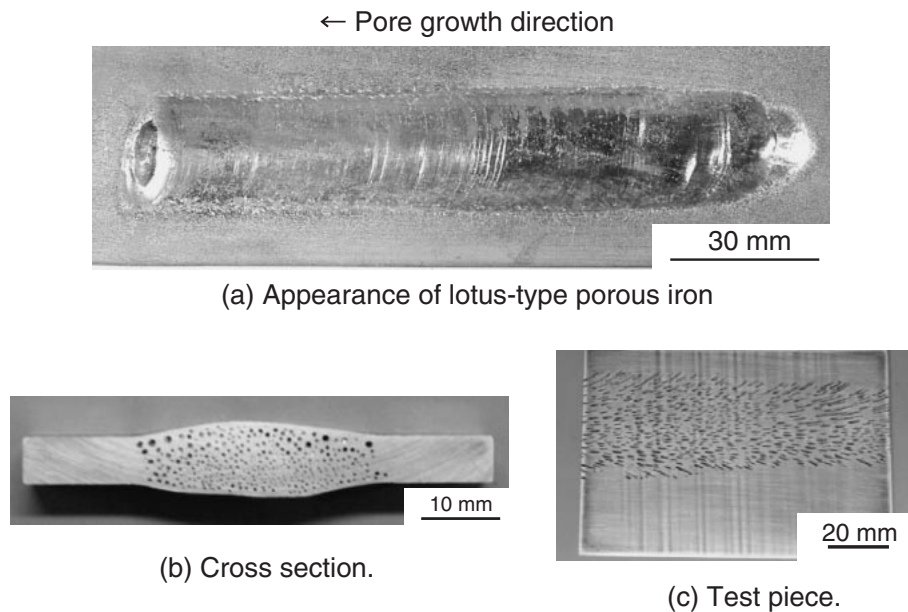 ← Pore growth direction
30 mm
(a) Appearance of lotus-type porous iron
10 mm
20 mm
(b) Cross section.
(c) Test piece.